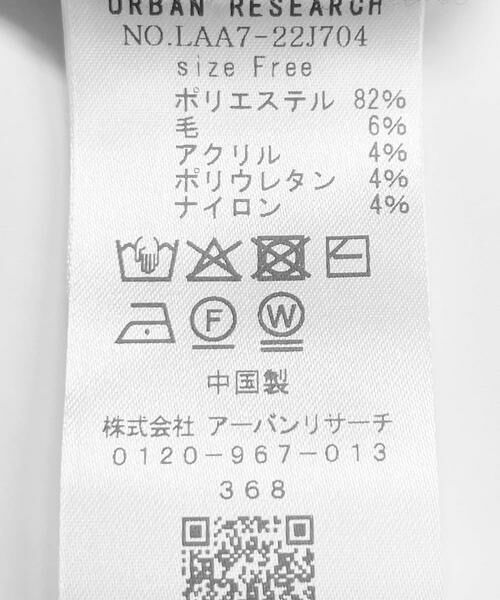 URBAN RESEARCH
NO.LAA7-22J704
size Free
ポリエステル 82%
毛 6%
アクリル 4%
ポリウレタン 4%
ナイロン 4%
F W
中国製
株式会社 アーバンリサーチ
0120-967-013
368